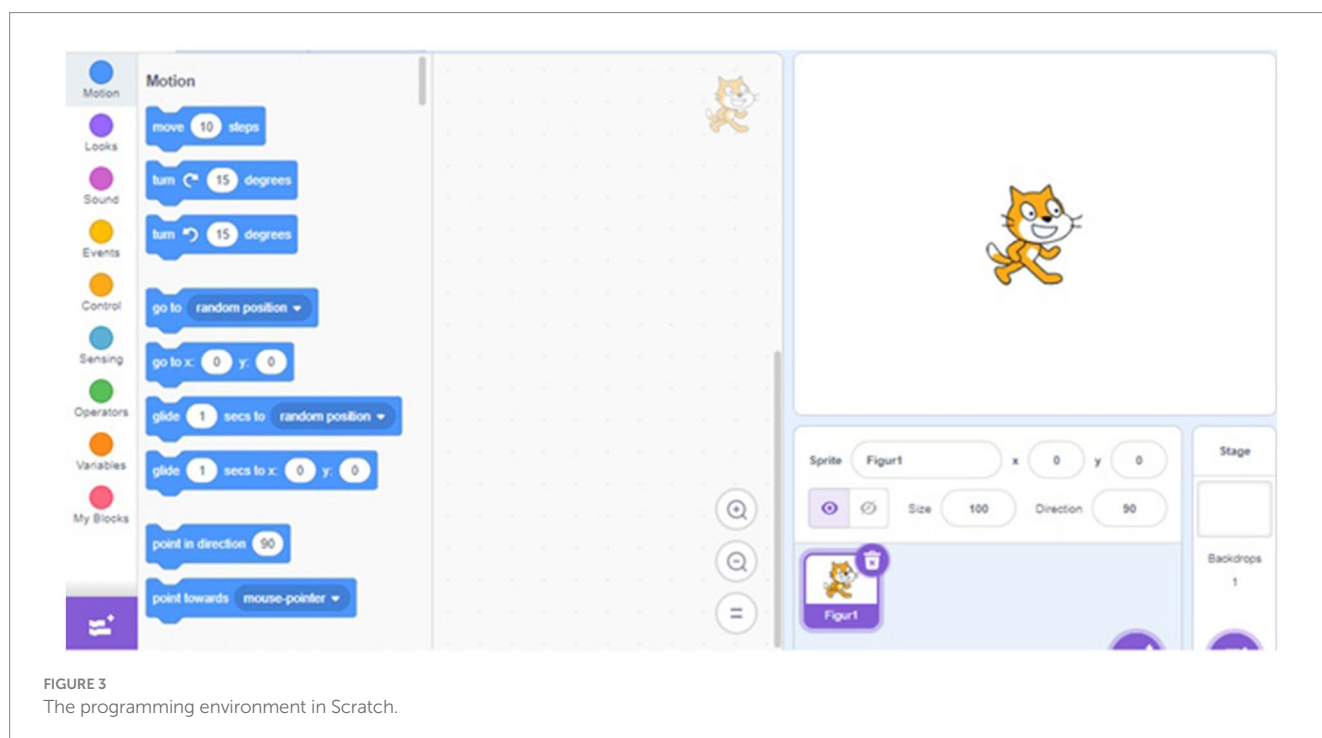 Motion
Looks
Sound
Events
Control
Sensing
Operators
Variables
My Blocks
Motion
move 10 steps
turn 15 degrees
turn 15 degrees
go to random position
go to x: 0 y: 0
glide 1 secs to random position
glide 1 secs to x: 0 y: 0
point in direction 90
point towards mouse-pointer
Sprite Figur1 x 0 y 0
Size 100 Direction 90
Figur1
Stage
Backdrops
1
FIGURE 3
The programming environment in Scratch.